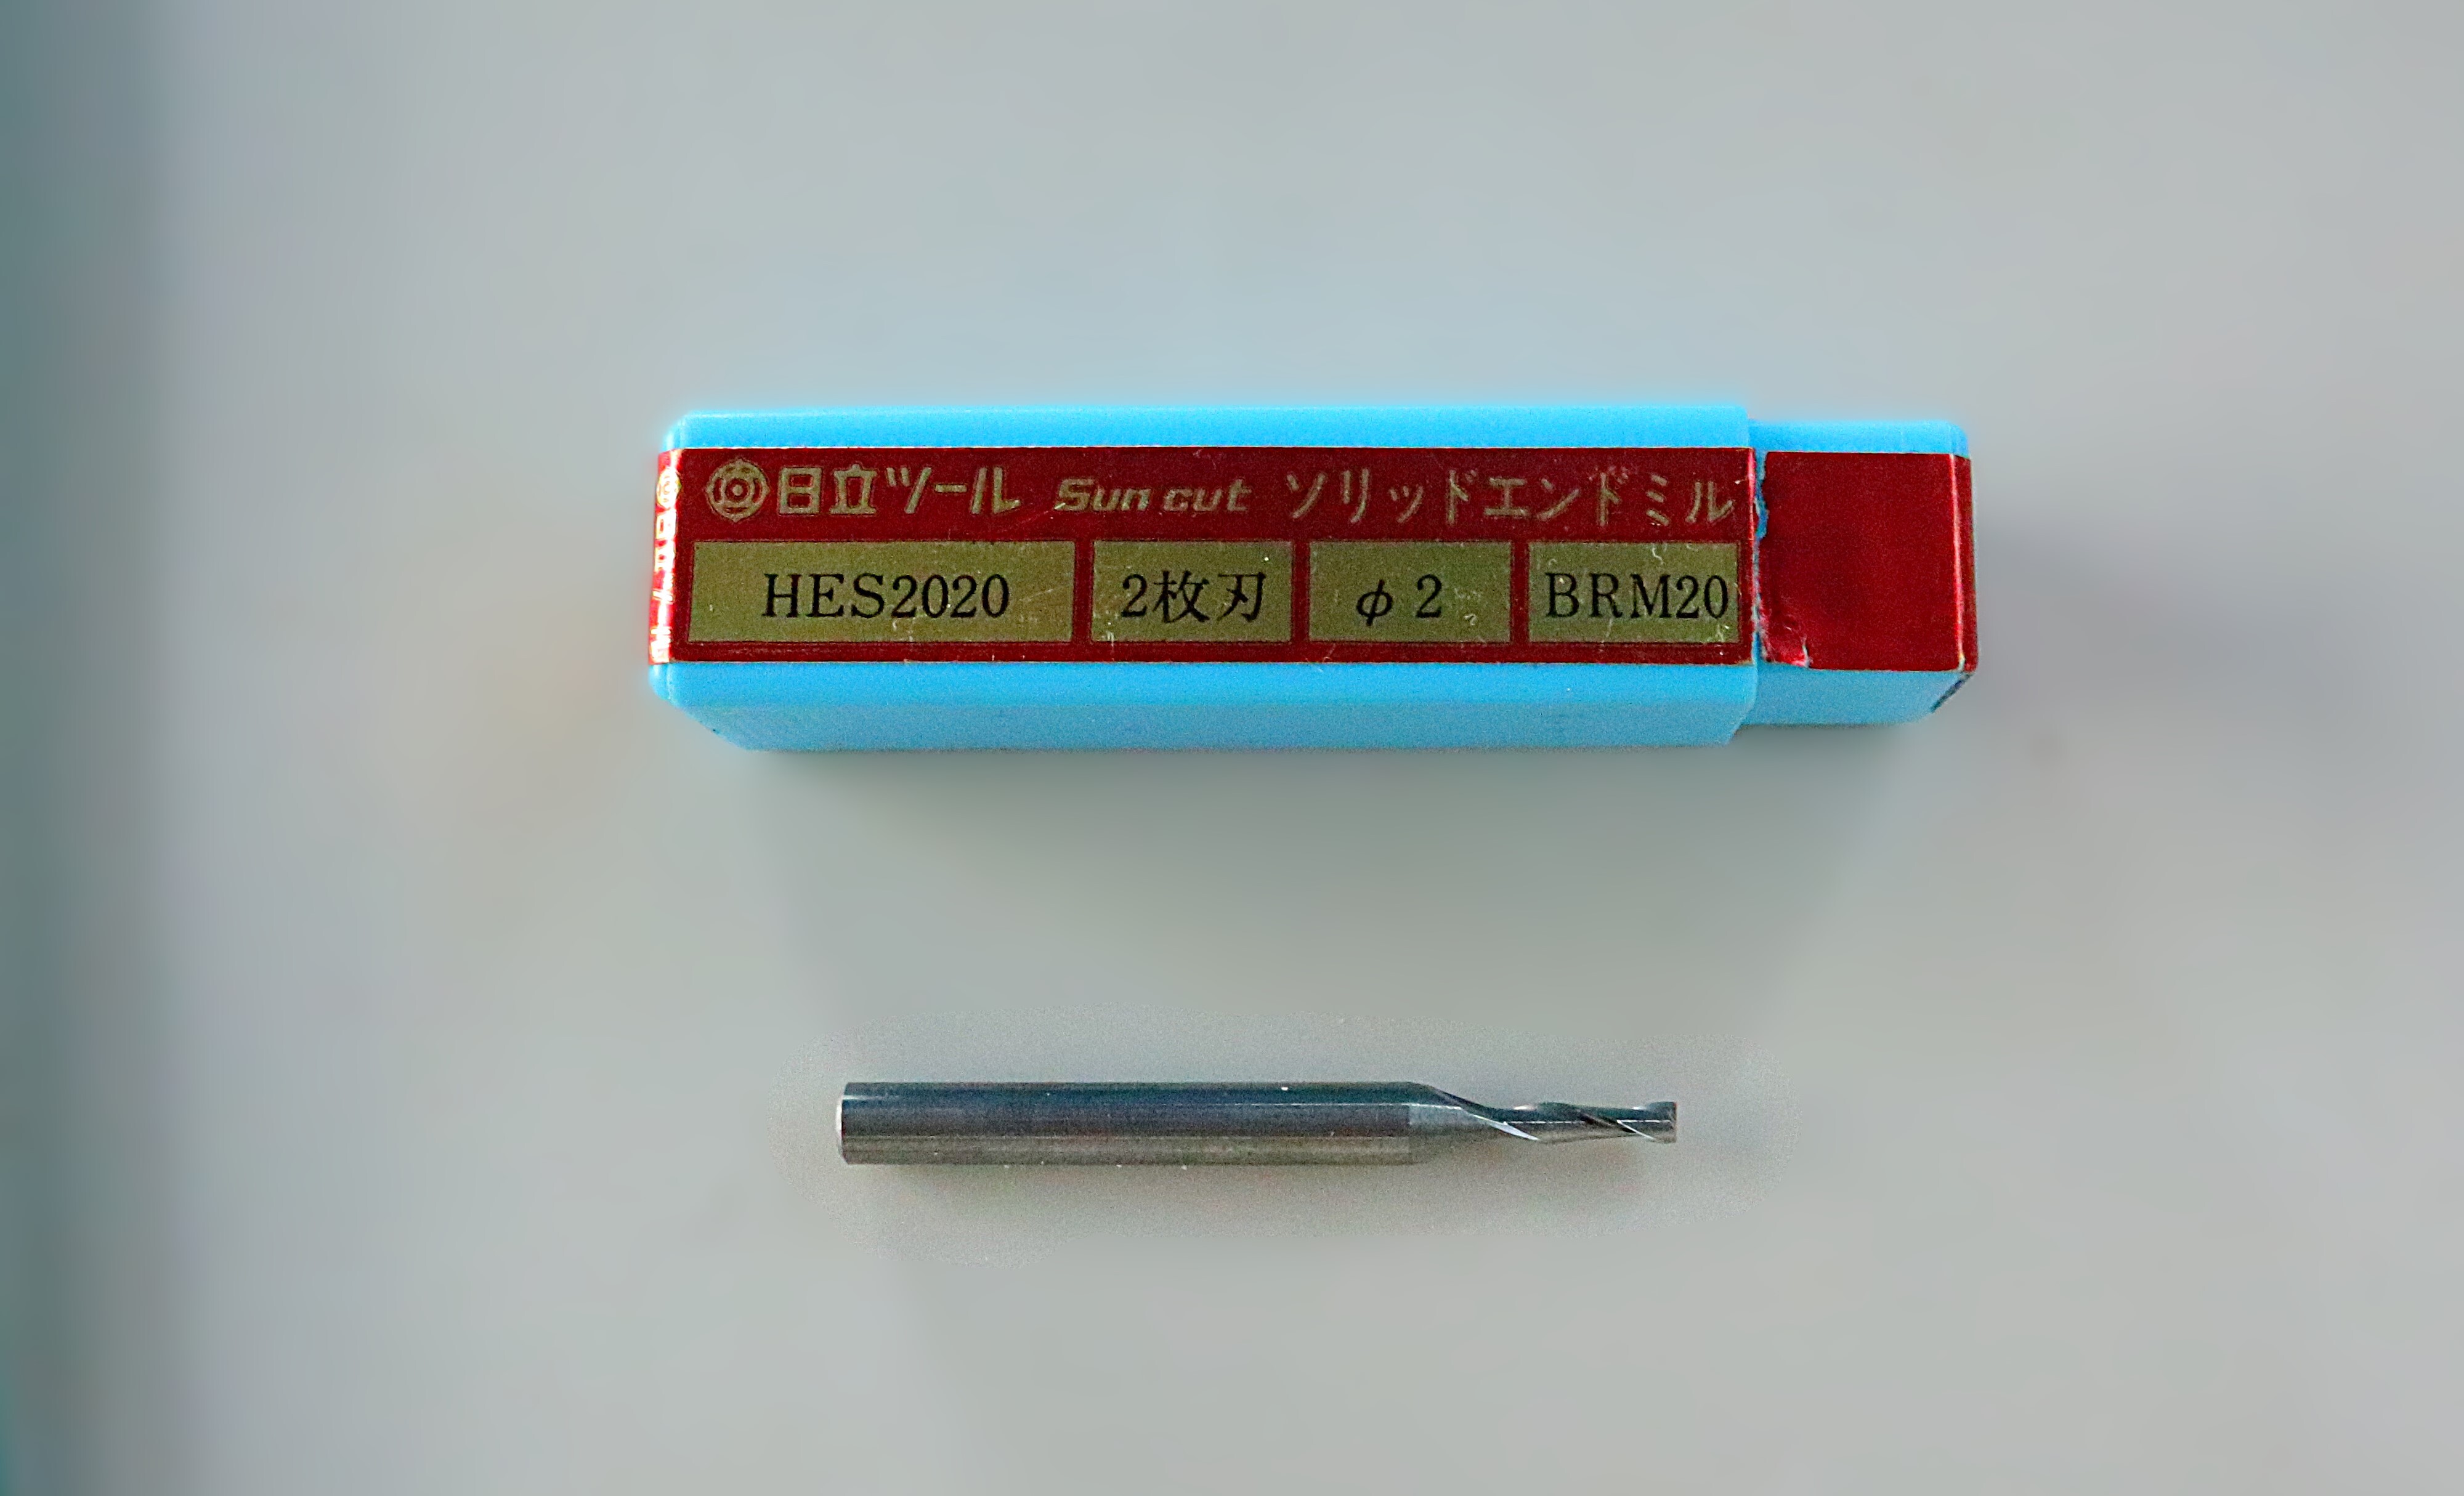 日立ツール Sun cut ソリッドエンドミル
HES2020 2枚刃 φ2 BRM20